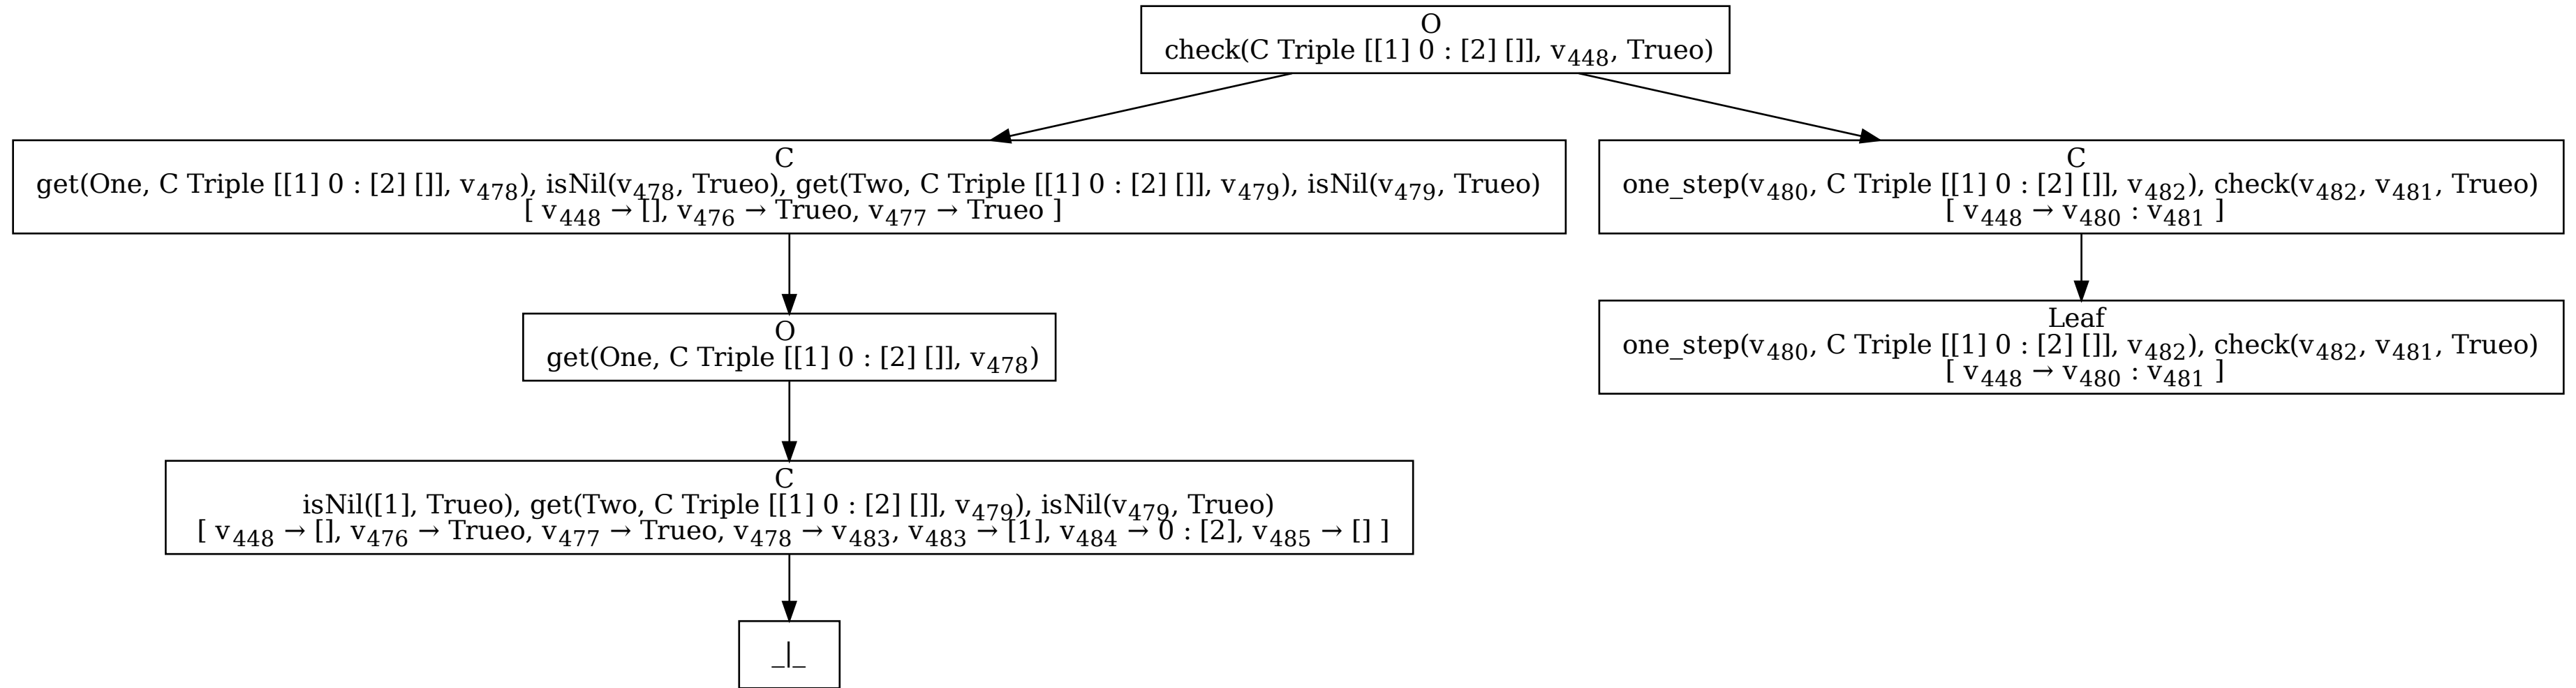 O
check(C Triple [[1] 0 : [2] []], v448, Trueo)
C
get(One, C Triple [[1] 0 : [2] []], v478), isNil(v478, Trueo), get(Two, C Triple [[1] 0 : [2] []], v479), isNil(v479, Trueo)
[ v448 → [], v476 → Trueo, v477 → Trueo ]
C
one_step(v480, C Triple [[1] 0 : [2] []], v482), check(v482, v481, Trueo)
[ v448 → v480 : v481 ]
O
get(One, C Triple [[1] 0 : [2] []], v478)
Leaf
one_step(v480, C Triple [[1] 0 : [2] []], v482), check(v482, v481, Trueo)
[ v448 → v480 : v481 ]
C
isNil([1], Trueo), get(Two, C Triple [[1] 0 : [2] []], v479), isNil(v479, Trueo)
[ v448 → [], v476 → Trueo, v477 → Trueo, v478 → v483, v483 → [1], v484 → 0 : [2], v485 → [] ]
_|_